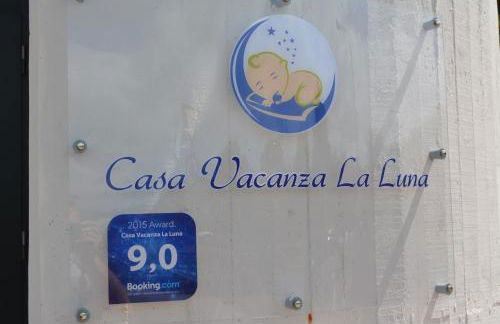 Casa Vacanza La Luna
2015 Award.
Casa Vacanza La Luna
9,0
Booking.com